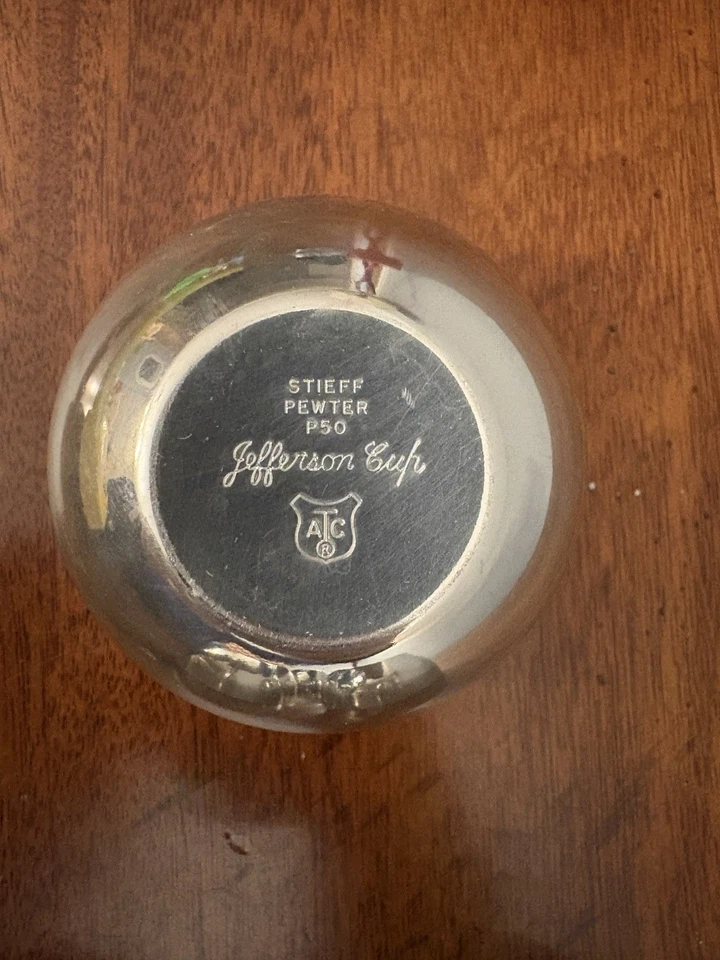 STIEFF
PEWTER
P50
Jefferson Cup
ATC
®